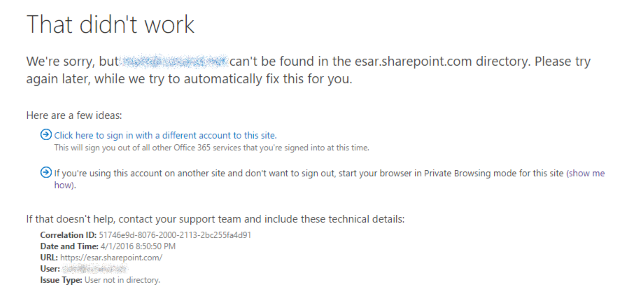 That didn't work
We're sorry, but can't be found in the esar.sharepoint.com directory. Please try
again later, while we try to automatically fix this for you.
Here are a few ideas:
Click here to sign in with a different account to this site.
This will sign you out of all other Office 365 services that you're signed into at this time.
If you're using this account on another site and don't want to sign out, start your browser in Private Browsing mode for this site (show me
how).
If that doesn't help, contact your support team and include these technical details:
Correlation ID: 51746e9d-8076-2000-2113-2bc255fa4d91
Date and Time: 4/1/2016 8:50:50 PM
URL: https://esar.sharepoint.com/
User:
Issue Type: User not in directory.